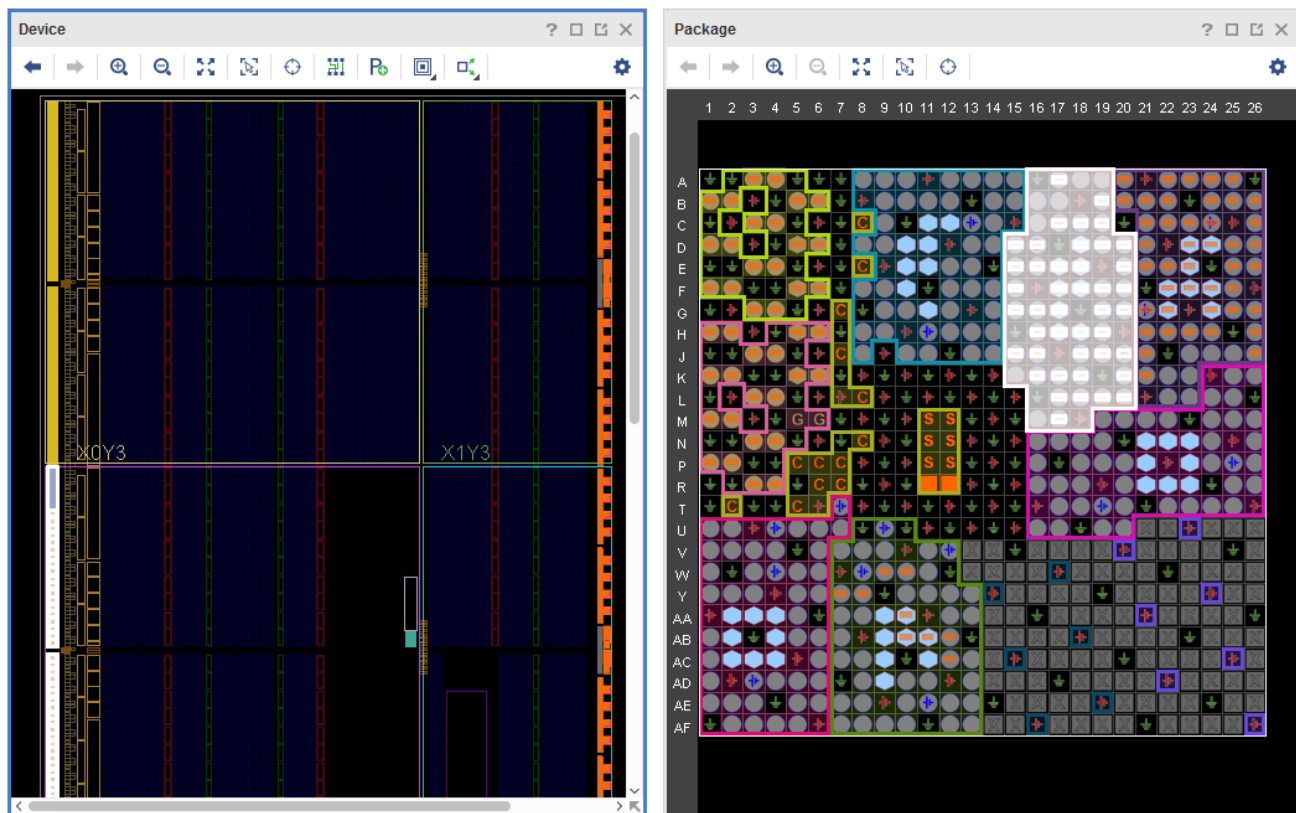 Device
?
P
X0Y3
X1Y3
Package
?
1 2 3 4 5 6 7 8 9 10 11 12 13 14 15 16 17 18 19 20 21 22 23 24 25 26
A
B
C C
D
E C
F
G C
H
J C
K
L C
M G G S S
N C S S
P C C C S S
R C C
T C C
U
V
W
Y
AA
AB
AC
AD
AE
AF